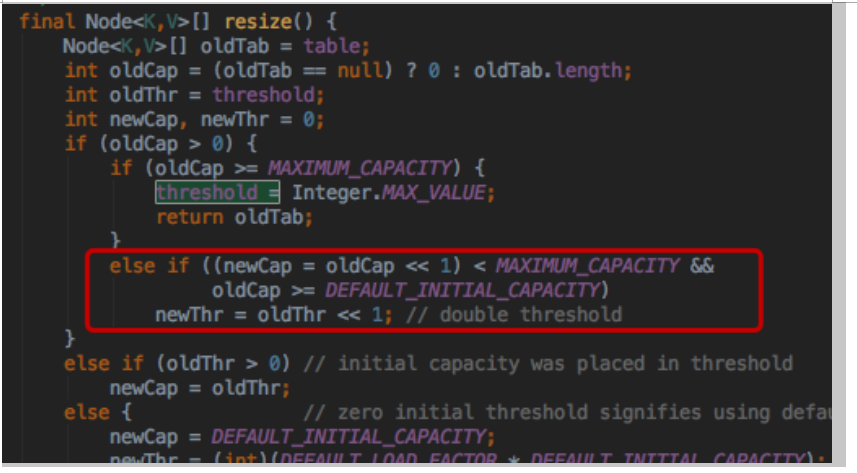 final Node<K,V>[] resize() {
Node<K,V>[] oldTab = table;
int oldCap = (oldTab == null) ? 0 : oldTab.length;
int oldThr = threshold;
int newCap, newThr = 0;
if (oldCap > 0) {
if (oldCap >= MAXIMUM_CAPACITY) {
threshold = Integer.MAX_VALUE;
return oldTab;
}
else if ((newCap = oldCap << 1) < MAXIMUM_CAPACITY &&
oldCap >= DEFAULT_INITIAL_CAPACITY)
newThr = oldThr << 1; // double threshold
}
else if (oldThr > 0) // initial capacity was placed in threshold
newCap = oldThr;
else { // zero initial threshold signifies using defau
newCap = DEFAULT_INITIAL_CAPACITY;
newThr = (int)(DEFAULT_LOAD_FACTOR * DEFAULT_INITIAL_CAPACITY);